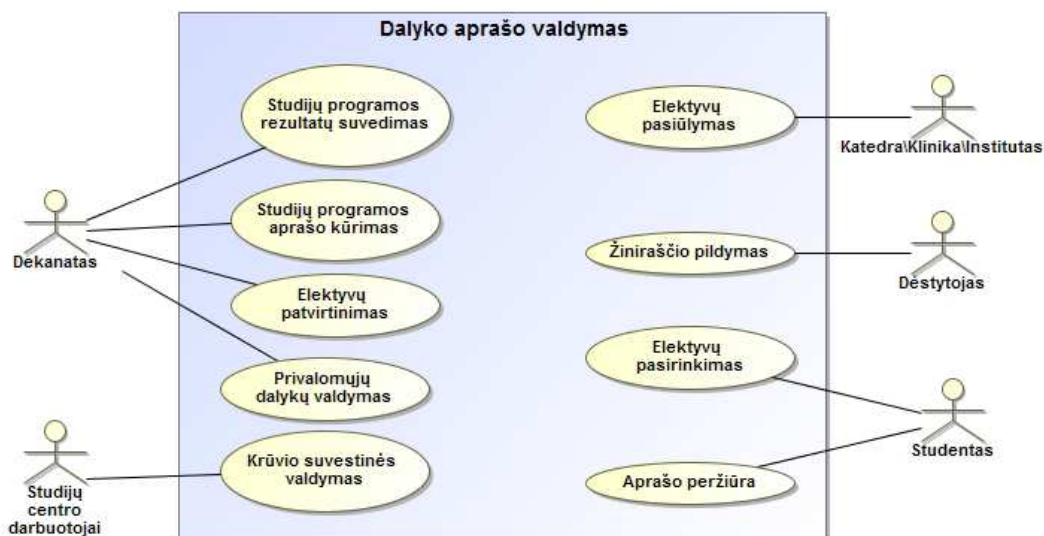 Dalyko aprašo valdymas
Studijų programos
rezultatų suvedimas
Studijų programos
aprašo kūrimas
Elektyvų
patvirtinimas
Privalomųjų
dalykų valdymas
Krūvio suvestinės
valdymas
Elektyvų
pasiūlymas
Žiniraščio pildymas
Elektyvų
pasirinkimas
Aprašo peržiūra
Dekanatas
Studijų
centro
darbuotojai
Katedra\Klinika\Institutas
Dėstytojas
Studentas